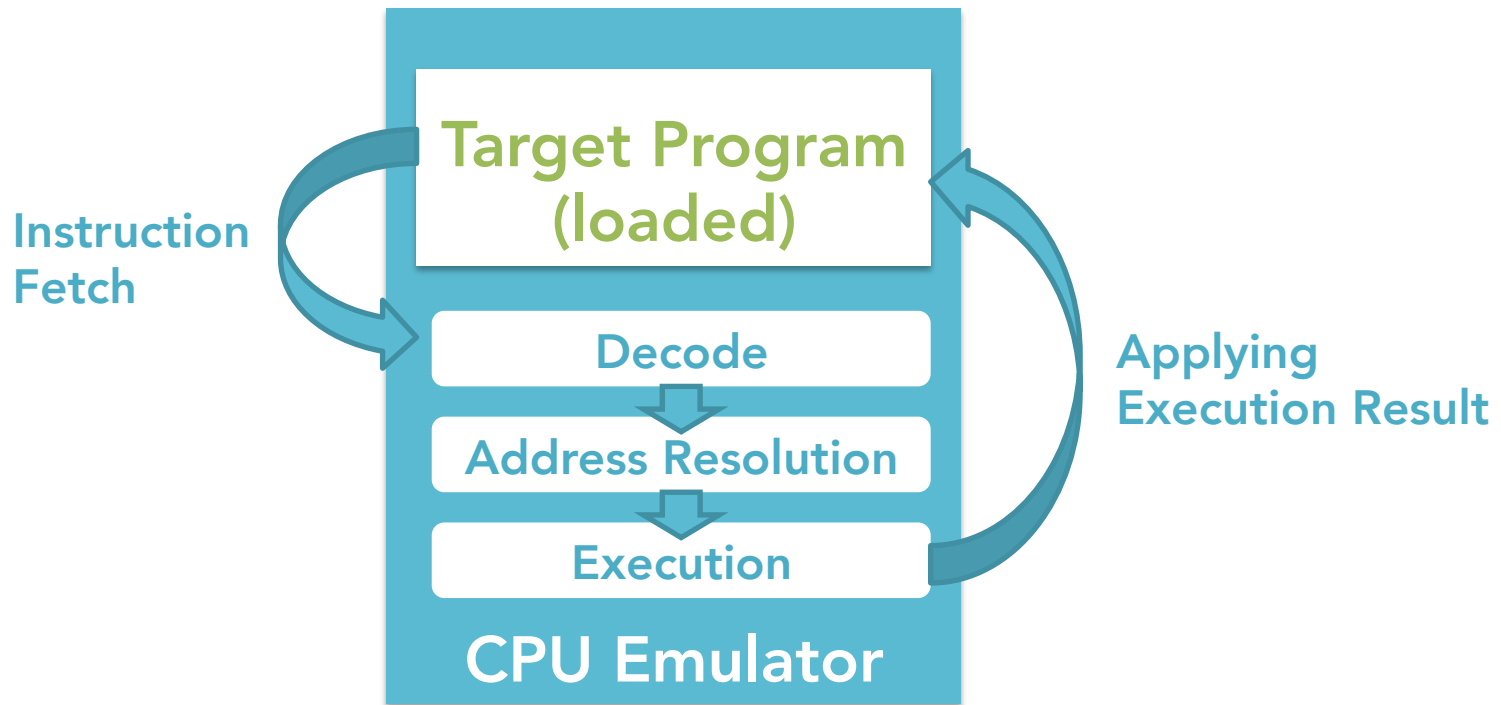 Target Program
(loaded)
Instruction
Fetch
Decode
Address Resolution
Execution
Applying
Execution Result
CPU Emulator